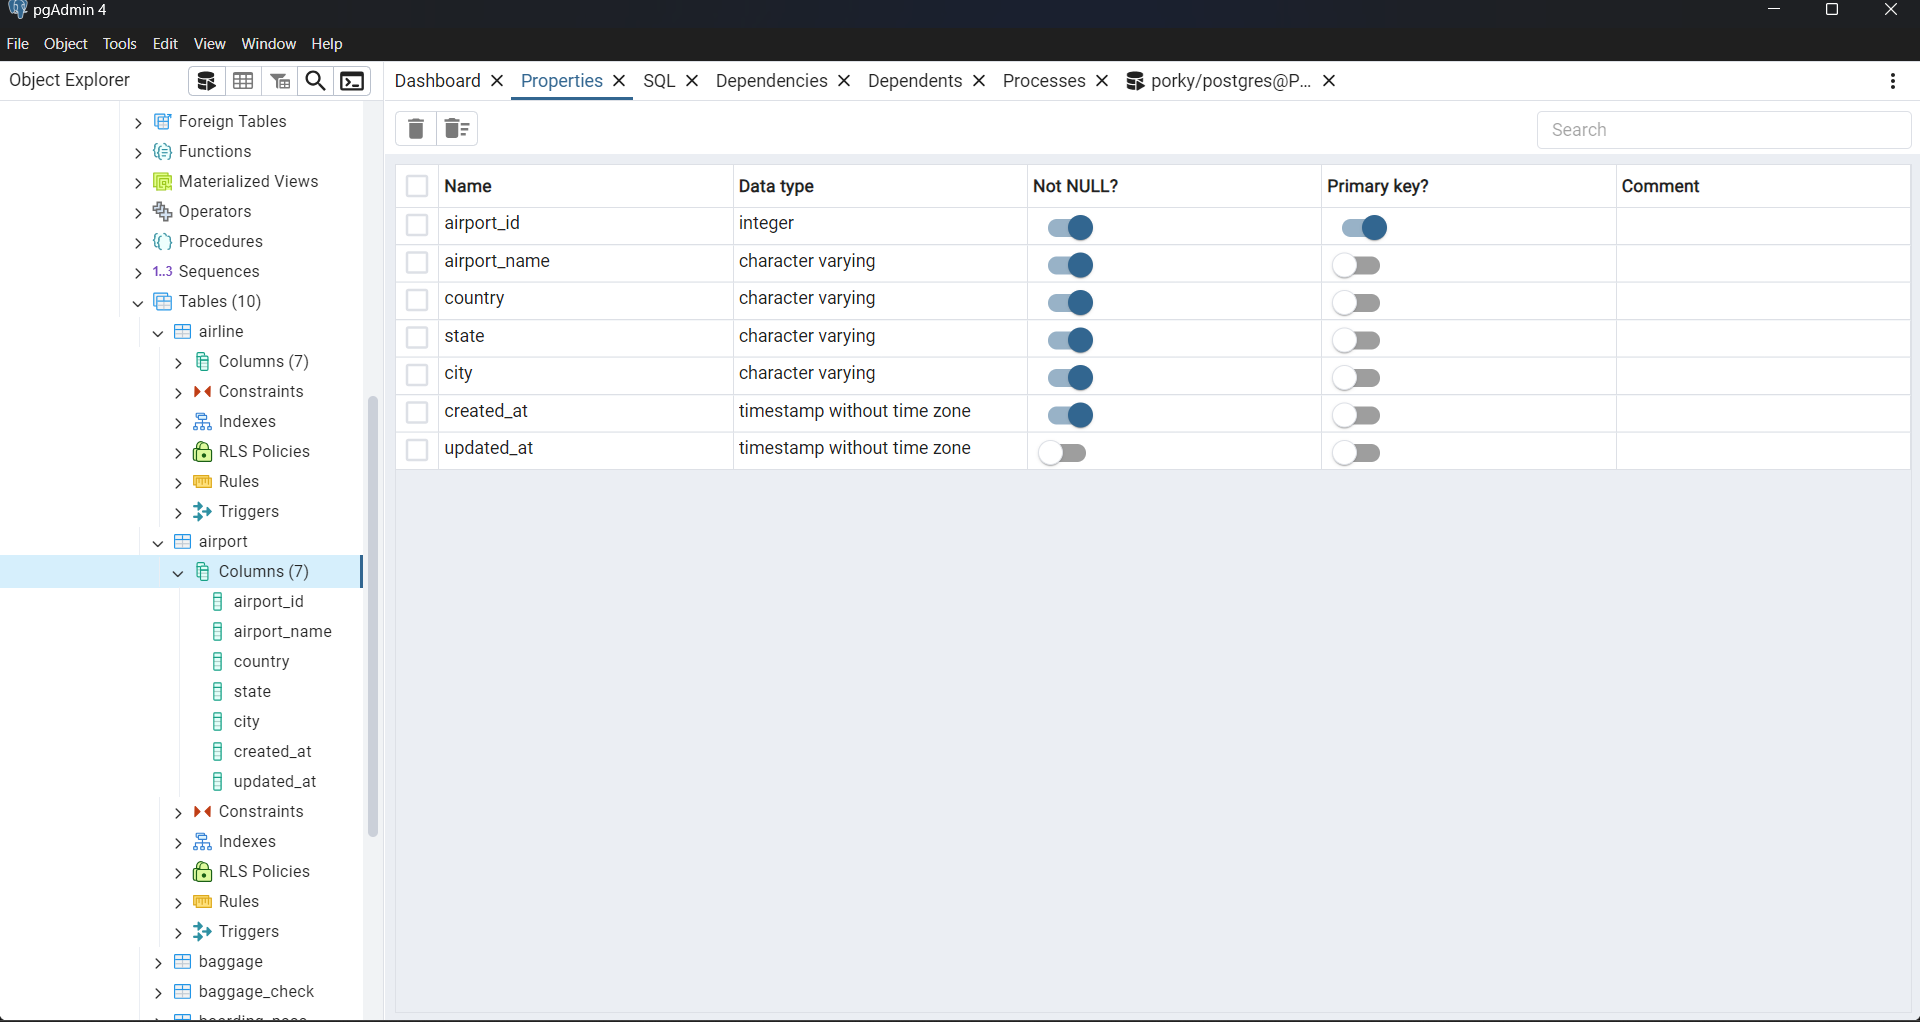 pgAdmin 4
File Object Tools Edit View Window Help
Object Explorer
Dashboard Properties SQL Dependencies Dependents Processes porky/postgres@P...
Search
Foreign Tables
Functions
Materialized Views
Operators
Procedures
1..3 Sequences
Tables (10)
airline
Columns (7)
Constraints
Indexes
RLS Policies
Rules
Triggers
airport
Columns (7)
airport_id
airport_name
country
state
city
created_at
updated_at
Constraints
Indexes
RLS Policies
Rules
Triggers
baggage
baggage_check
boarding_pass
Name Data type Not NULL? Primary key? Comment
airport_id integer
airport_name character varying
country character varying
state character varying
city character varying
created_at timestamp without time zone
updated_at timestamp without time zone